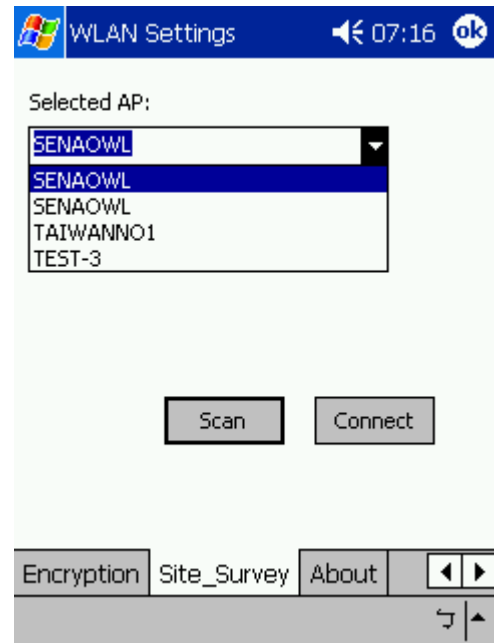 WLAN Settings 07:16 ok
Selected AP:
SENAOWL
SENAOWL
SENAOWL
TAIWANNO1
TEST-3
Scan Connect
Encryption Site_Survey About
ㄅ